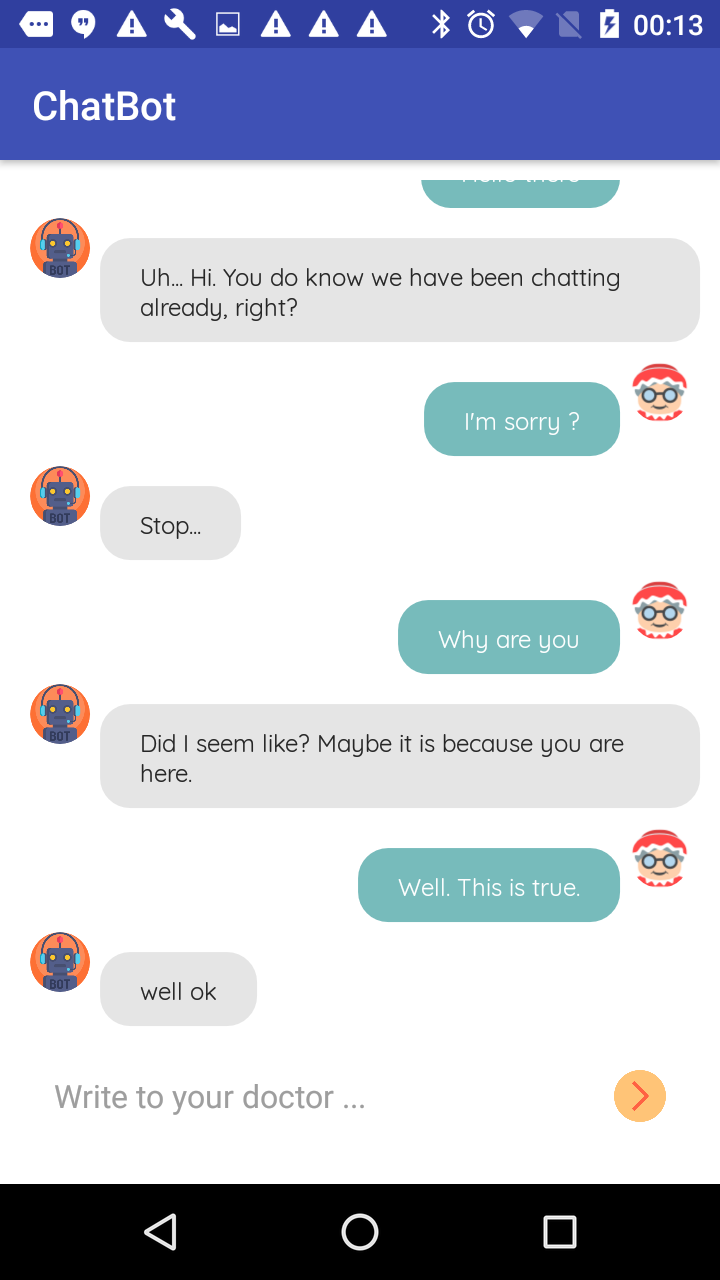 00:13
ChatBot
Hello there
Uh... Hi. You do know we have been chatting
already, right?
I'm sorry ?
BOT
Stop...
BOT
Why are you
Did I seem like? Maybe it is because you are
here.
BOT
Well. This is true.
well ok
BOT
Write to your doctor ...